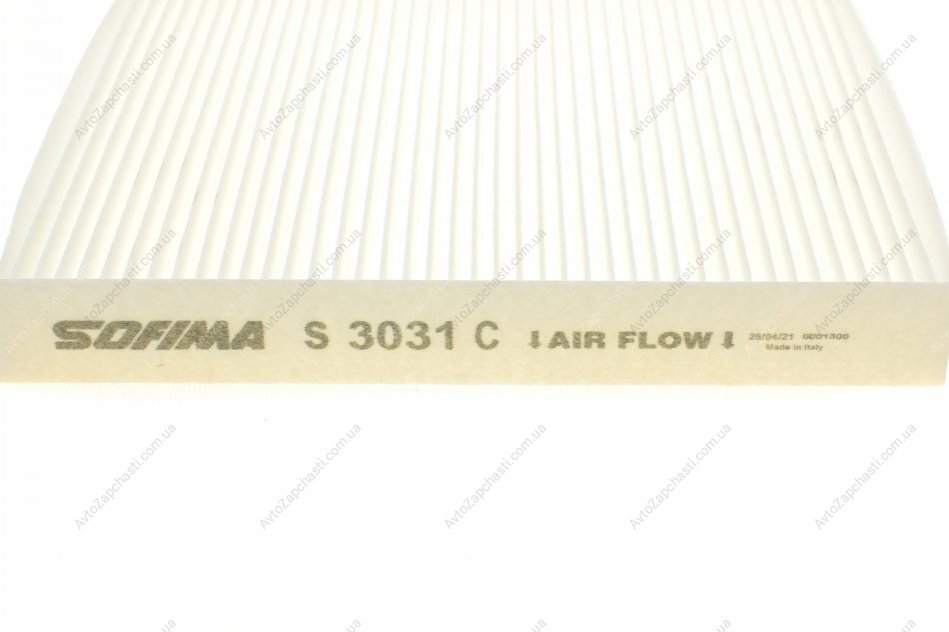 SOFIMA S 3031 C ↓AIR FLOW↓ 28/04/21 0001300
Made in Italy
AvtoZapchasti.com.ua